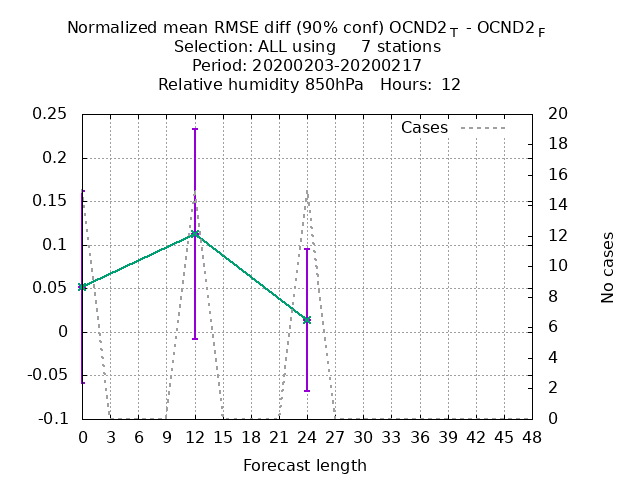 Normalized mean RMSE diff (90% conf) OCND2 T - OCND2 F
Selection: ALL using 7 stations
Period: 20200203-20200217
Relative humidity 850hPa Hours: 12
Cases
0.25
0.2
0.15
0.1
0.05
0
-0.05
-0.1
20
18
16
14
12
10
8
6
4
2
0
No cases
0 3 6 9 12 15 18 21 24 27 30 33 36 39 42 45 48
Forecast length